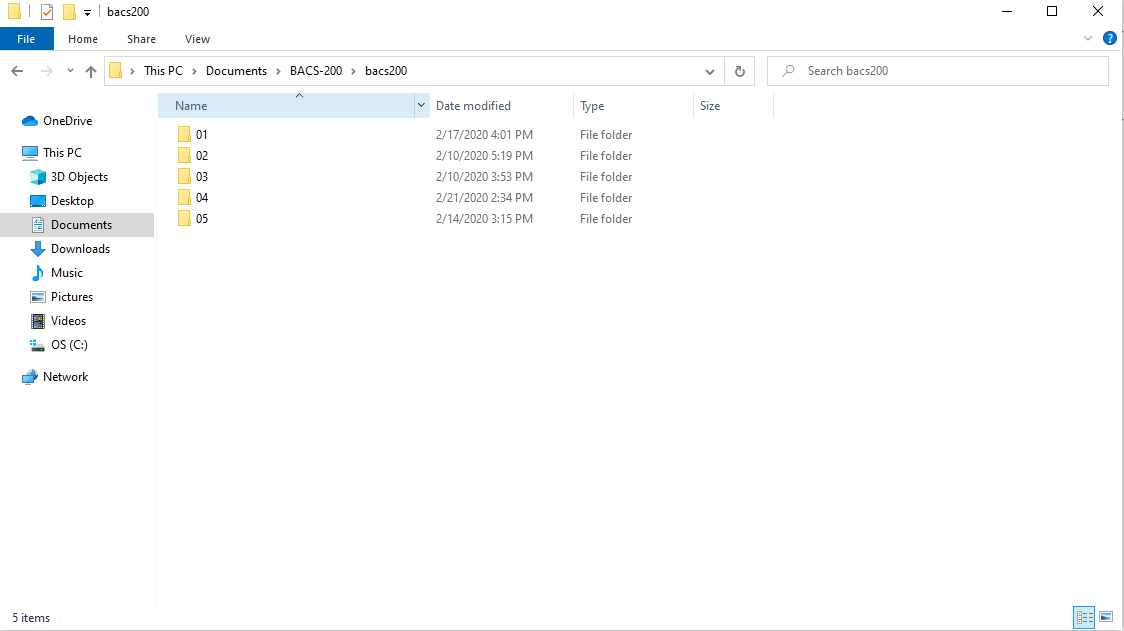 bacs200
File Home Share View
This PC Documents BACS-200 bacs200
Search bacs200
Name Date modified Type Size
OneDrive
This PC
3D Objects
Desktop
Documents
Downloads
Music
Pictures
Videos
OS (C:)
Network
01 2/17/2020 4:01 PM File folder
02 2/10/2020 5:19 PM File folder
03 2/10/2020 3:53 PM File folder
04 2/21/2020 2:34 PM File folder
05 2/14/2020 3:15 PM File folder
5 items